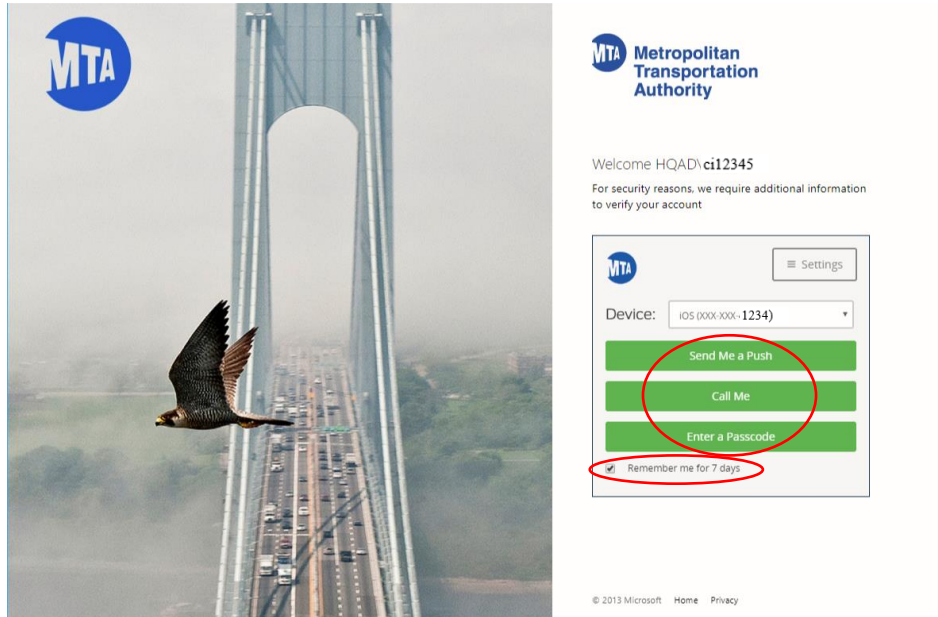 MTA
MTA
Metropolitan
Transportation
Authority
Welcome HQAD\ci12345
For security reasons, we require additional information
to verify your account
MTA
≡ Settings
Device: iOS (XXX-XXX-1234)
Send Me a Push
Call Me
Enter a Passcode
Remember me for 7 days
© 2013 Microsoft Home Privacy